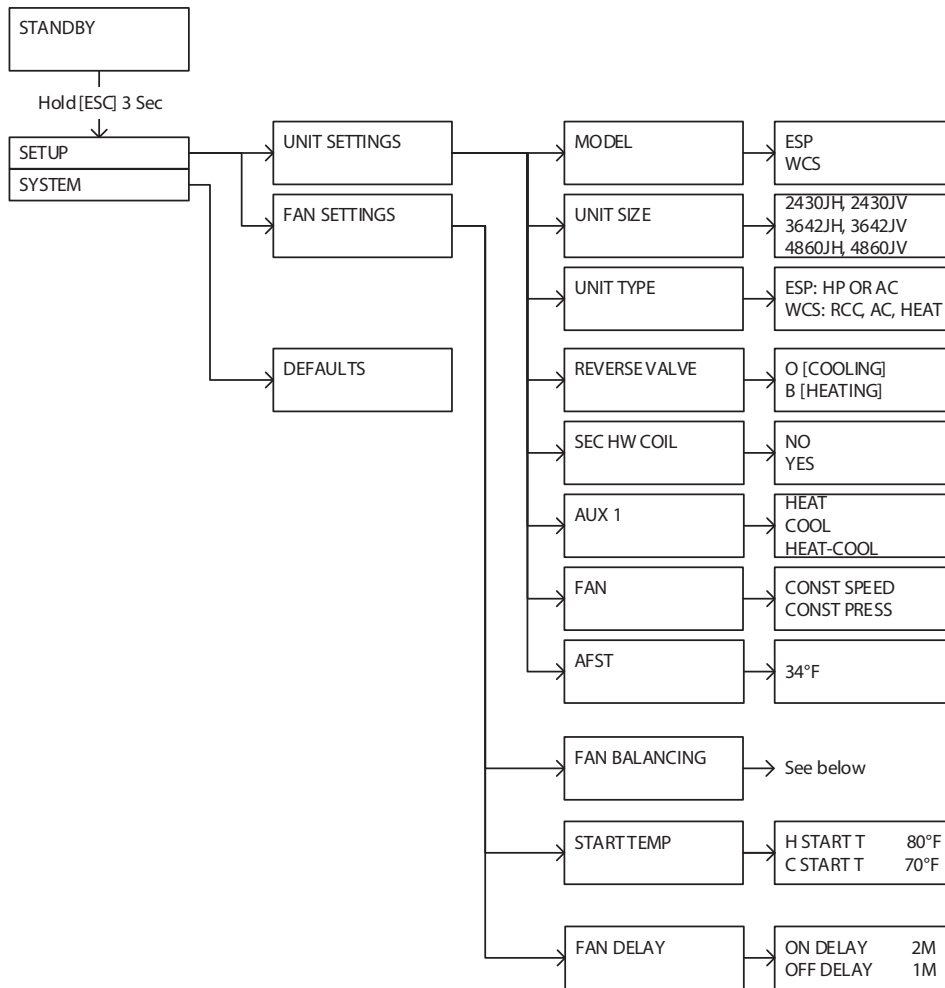 STANDBY
Hold [ESC] 3 Sec
SETUP
SYSTEM
UNIT SETTINGS
FAN SETTINGS
DEFAULTS
MODEL
ESP
WCS
UNIT SIZE
2430JH, 2430JV
3642JH, 3642JV
4860JH, 4860JV
UNIT TYPE
ESP: HP OR AC
WCS: RCC, AC, HEAT
REVERSE VALVE
O [COOLING]
B [HEATING]
SEC HW COIL
NO
YES
AUX 1
HEAT
COOL
HEAT-COOL
FAN
CONST SPEED
CONST PRESS
AFST
34°F
FAN BALANCING
See below
START TEMP
H START T 80°F
C START T 70°F
FAN DELAY
ON DELAY 2M
OFF DELAY 1M